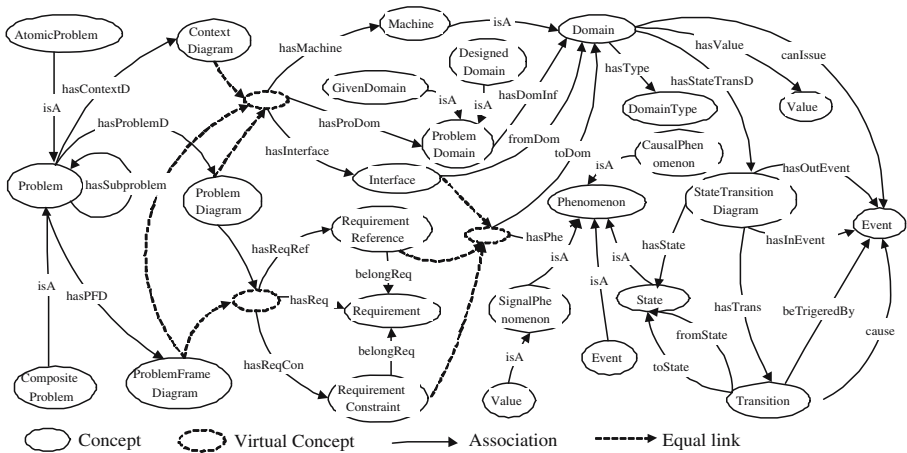 AtomicProblem
Context
Diagram
hasMachine
Machine
isA
Domain
hasValue
canIssue
hasContextD
GivenDomain
Designed
Domain
hasDomInf
hasType
hasStateTransD
isA
isA
isA
DomainType
Value
hasProblemD
hasProDom
Problem
Domain
fromDom
CausalPhen
omenon
hasInterface
toDom
isA
hasOutEvent
Problem
hasSubproblem
Problem
Diagram
Interface
Phenomenon
StateTransition
Diagram
Event
Requirement
Reference
hasPhe
hasInEvent
hasReqRef
isA
isA
hasState
isA
hasPFD
belongReq
hasReq
Requirement
SignalPhe
nomenon
State
hasTrans
beTrigeredBy
fromState
cause
belongReq
isA
Event
toState
hasReqCon
Composite
Problem
ProblemFrame
Diagram
Requirement
Constraint
Value
Transition
Concept
Virtual Concept
Association
Equal link